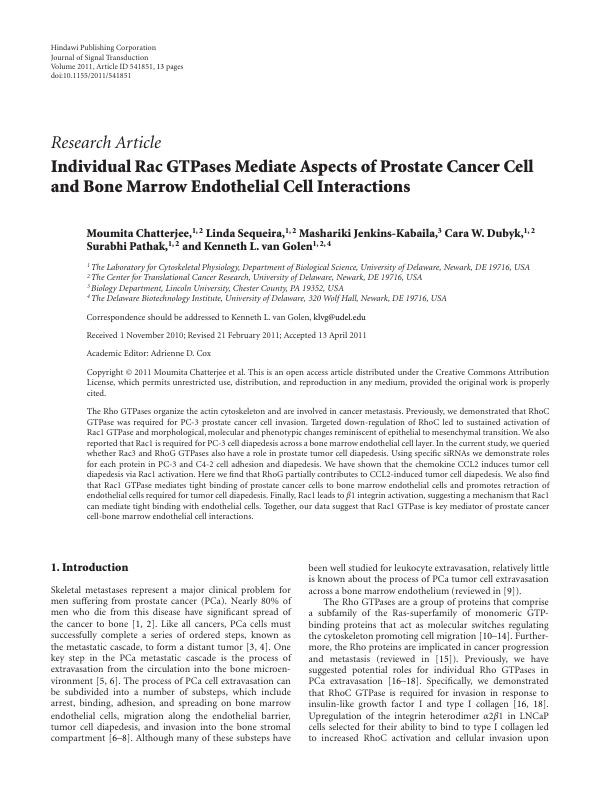 Hindawi Publishing Corporation
Journal of Signal Transduction
Volume 2011, Article ID 541851, 13 pages
doi:10.1155/2011/541851
Research Article
Individual Rac GTPases Mediate Aspects of Prostate Cancer Cell
and Bone Marrow Endothelial Cell Interactions
Moumita Chatterjee,1, 2 Linda Sequeira,1, 2 Mashariki Jenkins-Kabaila,3 Cara W. Dubyk,1, 2
Surabhi Pathak,1, 2 and Kenneth L. van Golen1, 2, 4
1 The Laboratory for Cytoskeletal Physiology, Department of Biological Science, University of Delaware, Newark, DE 19716, USA
2 The Center for Translational Cancer Research, University of Delaware, Newark, DE 19716, USA
3 Biology Department, Lincoln University, Chester County, PA 19352, USA
4 The Delaware Biotechnology Institute, University of Delaware, 320 Wolf Hall, Newark, DE 19716, USA
Correspondence should be addressed to Kenneth L. van Golen, klvg@udel.edu
Received 1 November 2010; Revised 21 February 2011; Accepted 13 April 2011
Academic Editor: Adrienne D. Cox
Copyright © 2011 Moumita Chatterjee et al. This is an open access article distributed under the Creative Commons Attribution
License, which permits unrestricted use, distribution, and reproduction in any medium, provided the original work is properly
cited.
The Rho GTPases organize the actin cytoskeleton and are involved in cancer metastasis. Previously, we demonstrated that RhoC
GTPase was required for PC-3 prostate cancer cell invasion. Targeted down-regulation of RhoC led to sustained activation of
Rac1 GTPase and morphological, molecular and phenotypic changes reminiscent of epithelial to mesenchymal transition. We also
reported that Rac1 is required for PC-3 cell diapedesis across a bone marrow endothelial cell layer. In the current study, we queried
whether Rac3 and RhoG GTPases also have a role in prostate tumor cell diapedesis. Using specific siRNAs we demonstrate
roles for each protein in PC-3 and C4-2 cell adhesion and diapedesis. We have shown that the chemokine CCL2 induces tumor cell
diapedesis via Rac1 activation. Here we find that RhoG partially contributes to CCL2-induced tumor cell diapedesis. We also find
that Rac1 GTPase mediates tight binding of prostate cancer cells to bone marrow endothelial cells and promotes retraction of
endothelial cells required for tumor cell diapedesis. Finally, Rac1 leads to β1 integrin activation, suggesting a mechanism that Rac1
can mediate tight binding with endothelial cells. Together, our data suggest that Rac1 GTPase is key mediator of prostate cancer
cell-bone marrow endothelial cell interactions.
1. Introduction
Skeletal metastases represent a major clinical problem for
men suffering from prostate cancer (PCa). Nearly 80% of
men who die from this disease have significant spread of
the cancer to bone [1, 2]. Like all cancers, PCa cells must
successfully complete a series of ordered steps, known as
the metastatic cascade, to form a distant tumor [3, 4]. One
key step in the PCa metastatic cascade is the process of
extravasation from the circulation into the bone microen-
vironment [5, 6]. The process of PCa cell extravasation can
be subdivided into a number of substeps, which include
arrest, binding, adhesion, and spreading on bone marrow
endothelial cells, migration along the endothelial barrier,
tumor cell diapedesis, and invasion into the bone stromal
compartment [6–8]. Although many of these substeps have
been well studied for leukocyte extravasation, relatively little
is known about the process of PCa tumor cell extravasation
across a bone marrow endothelium (reviewed in [9]).
The Rho GTPases are a group of proteins that comprise
a subfamily of the Ras-superfamily of monomeric GTP-
binding proteins that act as molecular switches regulating
the cytoskeleton promoting cell migration [10–14]. Further-
more, the Rho proteins are implicated in cancer progression
and metastasis (reviewed in [15]). Previously, we have
suggested potential roles for individual Rho GTPases in
PCa extravasation [16–18]. Specifically, we demonstrated
that RhoC GTPase is required for invasion in response to
insulin-like growth factor I and type I collagen [16, 18].
Upregulation of the integrin heterodimer α2β1 in LNCaP
cells selected for their ability to bind to type I collagen led
to increased RhoC activation and cellular invasion upon